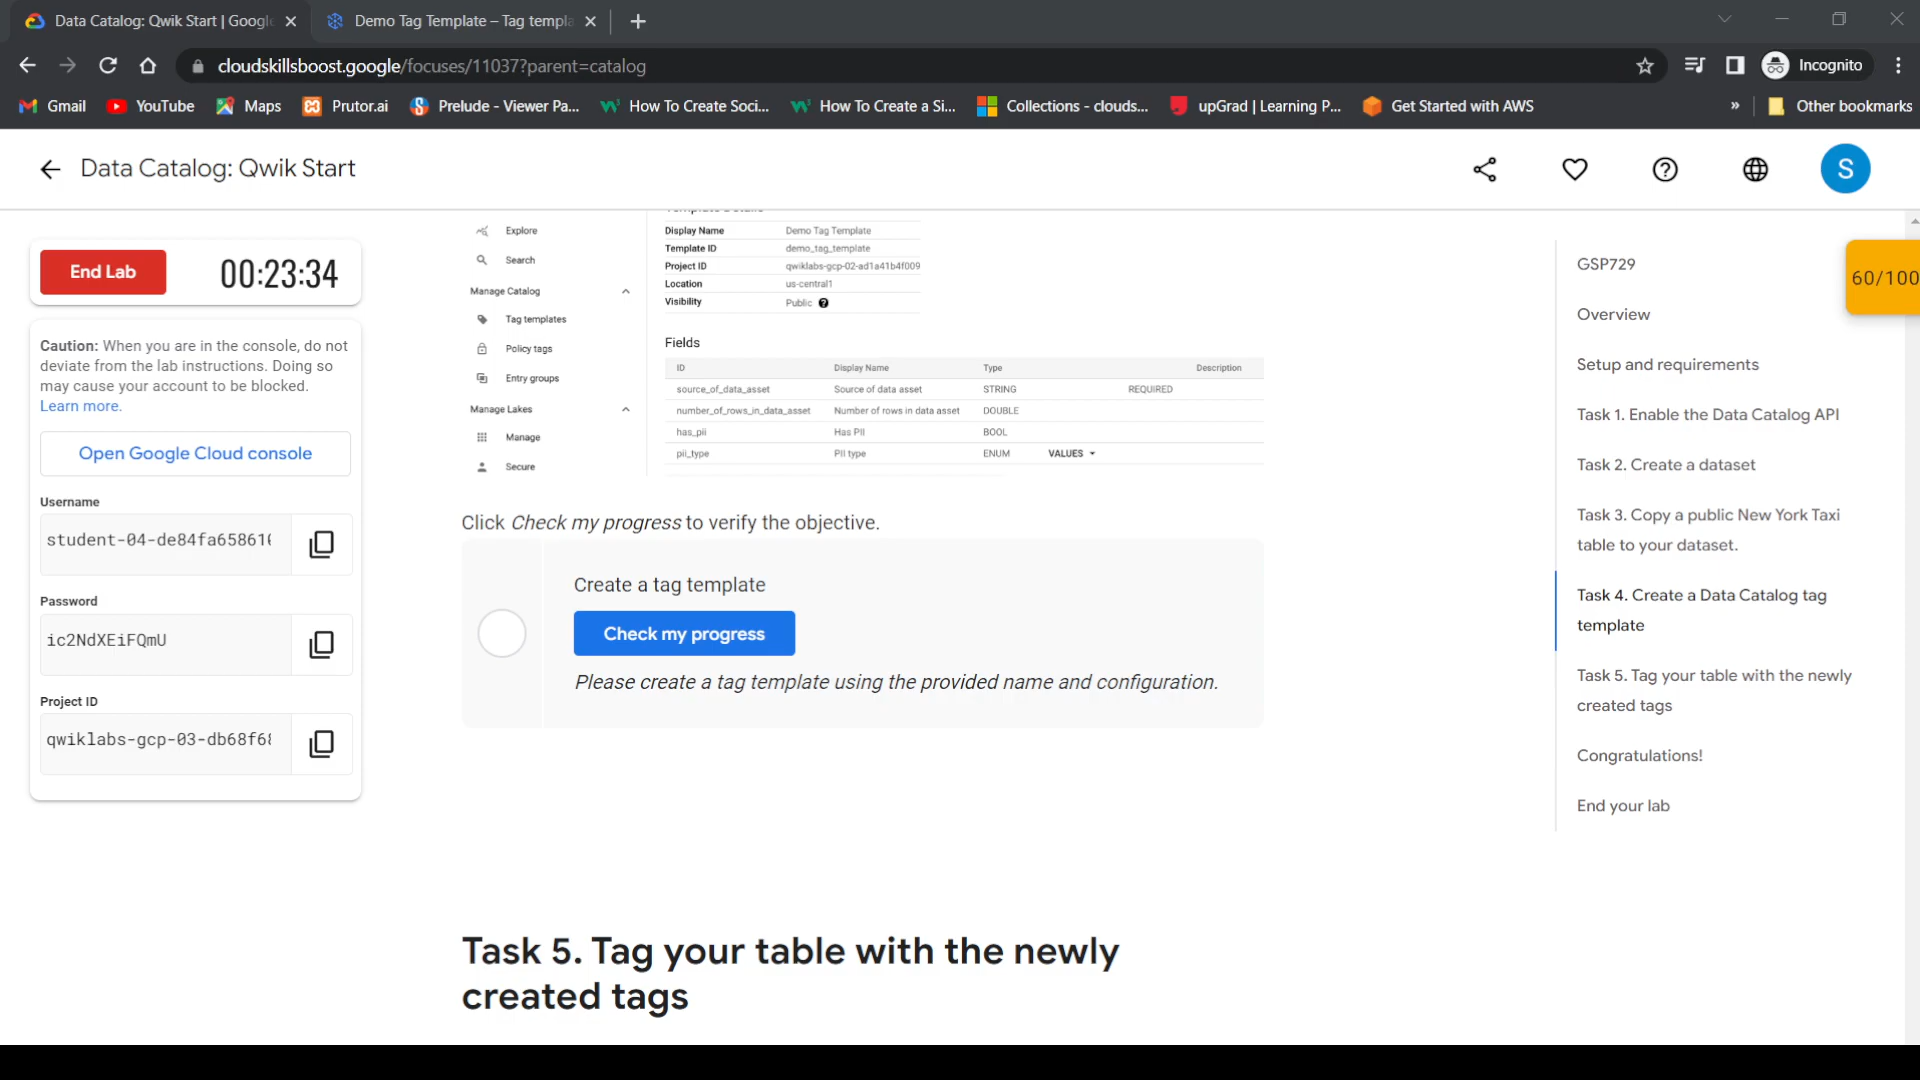 Data Catalog: Qwik Start | Google
Demo Tag Template – Tag templa
cloudskillsboost.google/focuses/11037?parent=catalog
Incognito
Gmail
YouTube
Maps
Prutor.ai
Prelude - Viewer Pa...
How To Create Soci...
How To Create a Si...
Collections - clouds...
upGrad | Learning P...
Get Started with AWS
»
Other bookmarks
Data Catalog: Qwik Start
S
End Lab
00:23:34
Caution: When you are in the console, do not
deviate from the lab instructions. Doing so
may cause your account to be blocked.
Learn more.
Open Google Cloud console
Username
student-04-de84fa658616
Password
ic2NdXEiFQmU
Project ID
qwiklabs-gcp-03-db68f68
Explore
Search
Manage Catalog
Tag templates
Policy tags
Entry groups
Manage Lakes
Manage
Secure
Template Details
Display Name Demo Tag Template
Template ID demo_tag_template
Project ID qwiklabs-gcp-02-ad1a41b4f009
Location us-central1
Visibility Public
Fields
ID Display Name Type Description
source_of_data_asset Source of data asset STRING REQUIRED
number_of_rows_in_data_asset Number of rows in data asset DOUBLE
has_pii Has PII BOOL
pii_type PII type ENUM VALUES
Click Check my progress to verify the objective.
Create a tag template
Check my progress
Please create a tag template using the provided name and configuration.
Task 5. Tag your table with the newly
created tags
GSP729
Overview
Setup and requirements
Task 1. Enable the Data Catalog API
Task 2. Create a dataset
Task 3. Copy a public New York Taxi
table to your dataset.
Task 4. Create a Data Catalog tag
template
Task 5. Tag your table with the newly
created tags
Congratulations!
End your lab
60/100